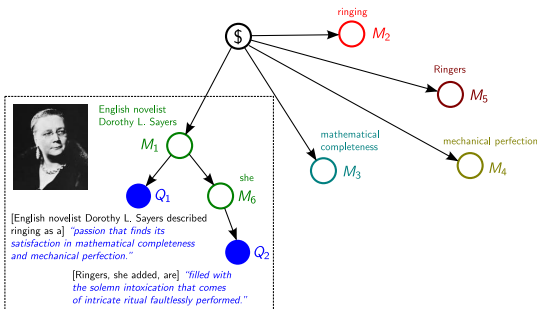 ringing
$
M2
Ringers
M5
English novelist
Dorothy L. Sayers
M1
mathematical
completeness
M3
mechanical perfection
M4
she
Q1
M6
[English novelist Dorothy L. Sayers described
ringing as a] “passion that finds its
satisfaction in mathematical completeness
and mechanical perfection.”
Q2
[Ringers, she added, are] “filled with
the solemn intoxication that comes
of intricate ritual faultlessly performed.”